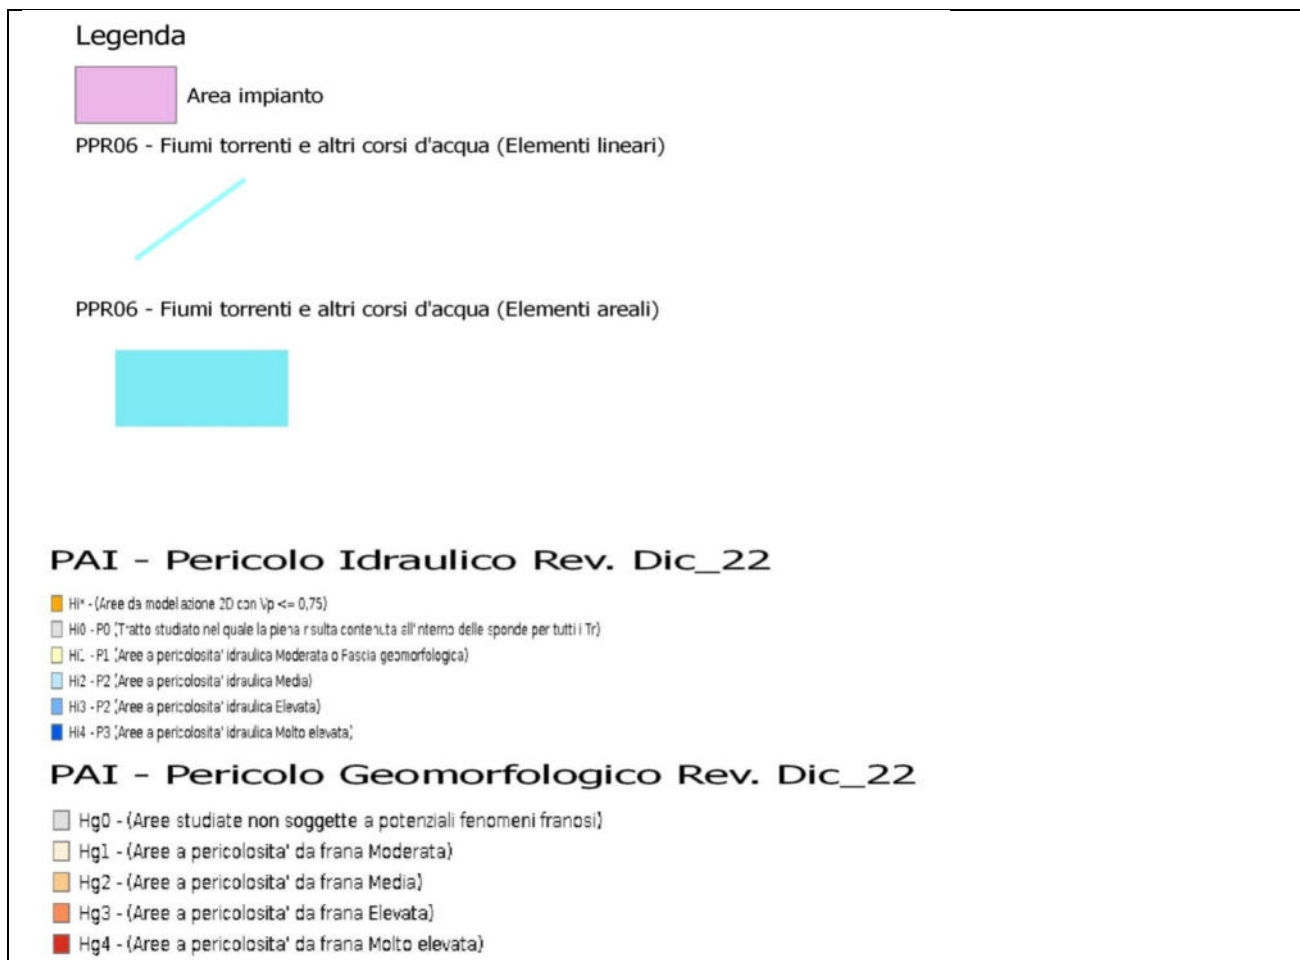 Legenda
Area impianto
PPR06 - Fiumi torrenti e altri corsi d'acqua (Elementi lineari)
PPR06 - Fiumi torrenti e altri corsi d'acqua (Elementi areali)
PAI - Pericolo Idraulico Rev. Dic_22
Hi* - (Aree da modellazione 2D con Vp <= 0,75)
Hi0 - P0 (Tratto studiato nel quale la piena risulta contenuta all'interno delle sponde per tutti i Tr)
Hi1 - P1 (Aree a pericolosita' idraulica Moderata o Fascia geomorfologica)
Hi2 - P2 (Aree a pericolosita' idraulica Media)
Hi3 - P2 (Aree a pericolosita' idraulica Elevata)
Hi4 - P3 (Aree a pericolosita' idraulica Molto elevata)
PAI - Pericolo Geomorfologico Rev. Dic_22
Hg0 - (Aree studiate non soggette a potenziali fenomeni franosi)
Hg1 - (Aree a pericolosita' da frana Moderata)
Hg2 - (Aree a pericolosita' da frana Media)
Hg3 - (Aree a pericolosita' da frana Elevata)
Hg4 - (Aree a pericolosita' da frana Molto elevata)